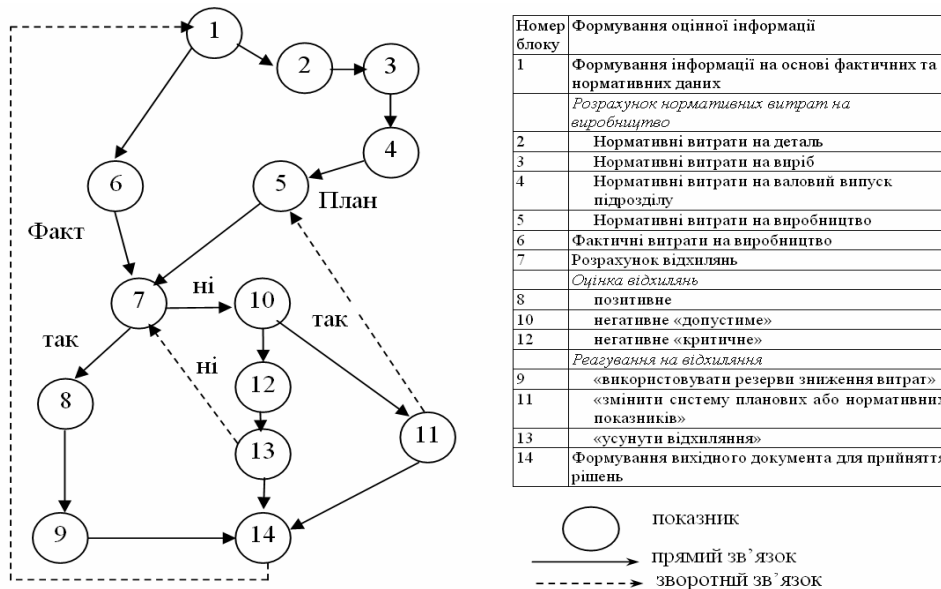 1
2
3
4
5
План
6
Факт
7
ні
10
так
так
ні
8
12
11
13
9
14
Номер блоку
Формування оцінної інформації
1
Формування інформації на основі фактичних та
нормативних даних
Розрахунок нормативних витрат на
виробництво
2
Нормативні витрати на деталь
3
Нормативні витрати на виріб
4
Нормативні витрати на валовий випуск
підрозділу
5
Нормативні витрати на виробництво
6
Фактичні витрати на виробництво
7
Розрахунок відхилянь
Оцінка відхилянь
8
позитивне
10
негативне «допустиме»
12
негативне «критичне»
Реагування на відхиляння
9
«використовувати резерви зниження витрат»
11
«змінити систему планових або нормативних
показників»
13
«усунути відхиляння»
14
Формування вихідного документа для прийняття
рішень
показник
прямий зв’язок
зворотній зв’язок